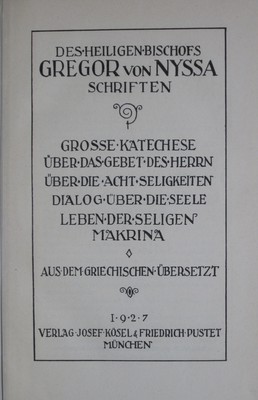 DES·HEILIGEN·BISCHOFS
GREGOR VON NYSSA
SCHRIFTEN
GROSSE·KATECHESE
ÜBER·DAS·GEBET·DES·HERRN
ÜBER·DIE·ACHT·SELIGKEITEN
DIALOG·ÜBER·DIE·SEELE
LEBEN·DER·SELIGEN
MAKRINA
AUS·DEM·GRIECHISCHEN·ÜBERSETZT
1·9·2·7
VERLAG·JOSEF·KÖSEL & FRIEDRICH·PUSTET
MÜNCHEN